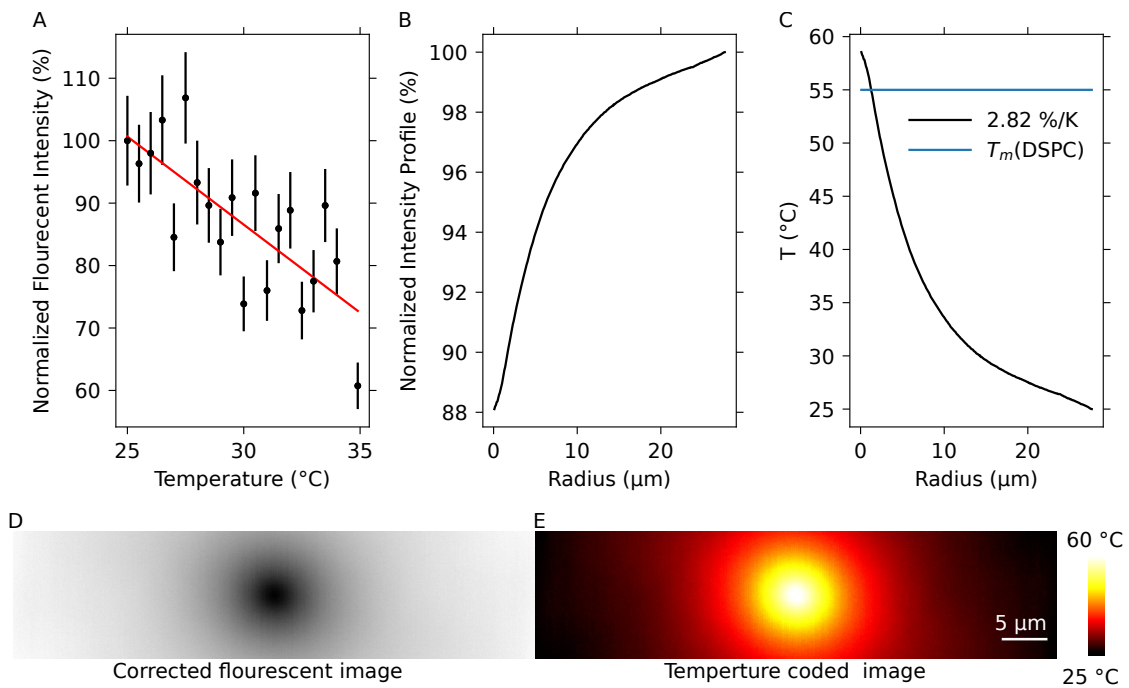 A
B
C
Normalized Flourecent Intensity (%)
110
100
90
80
70
60
25
30
35
Temperature (°C)
Normalized Intensity Profile (%)
100
98
96
94
92
90
88
0
10
20
Radius (μm)
T (°C)
60
55
50
45
40
35
30
25
2.82 %/K
Tm(DSPC)
0
10
20
Radius (μm)
D
E
60 °C
5 μm
25 °C
Corrected flourescent image
Temperture coded  image